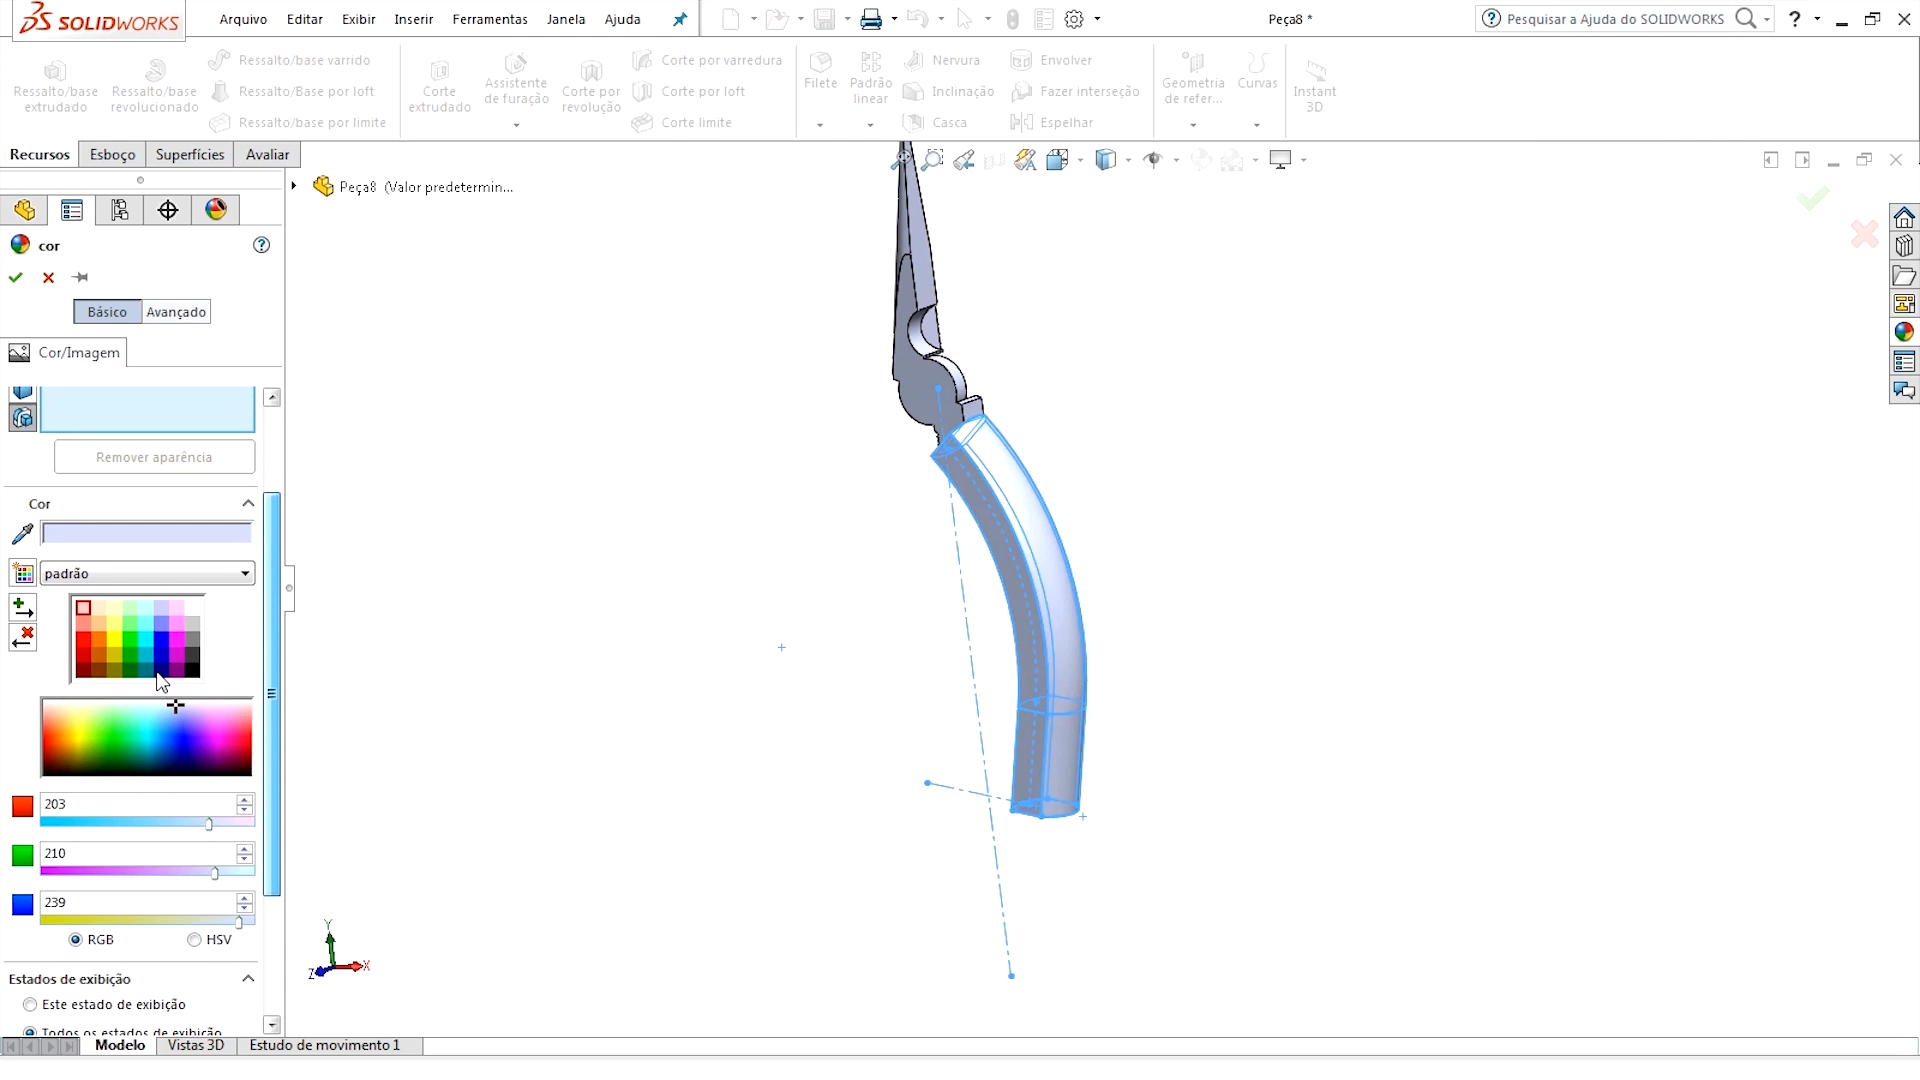 SOLIDWORKS
Arquivo Editar Exibir Inserir Ferramentas Janela Ajuda
Peça8 *
Pesquisar a Ajuda do SOLIDWORKS
?
Ressalto/base extrudado
Ressalto/base revolucionado
Ressalto/base varrido
Ressalto/Base por loft
Ressalto/base por limite
Corte extrudado
Assistente de furação
Corte por revolução
Corte por varredura
Corte por loft
Corte limite
Filete
Padrão linear
Nervura
Inclinação
Casca
Envolver
Fazer interseção
Espelhar
Geometria de refer...
Curvas
Instant 3D
Recursos Esboço Superfícies Avaliar
Peça8 (Valor predetermin...
cor
?
Básico Avançado
Cor/Imagem
Remover aparência
Cor
padrão
203
210
239
RGB HSV
Estados de exibição
Este estado de exibição
Todos os estados de exibição
Y
Z X
Modelo Vistas 3D Estudo de movimento 1